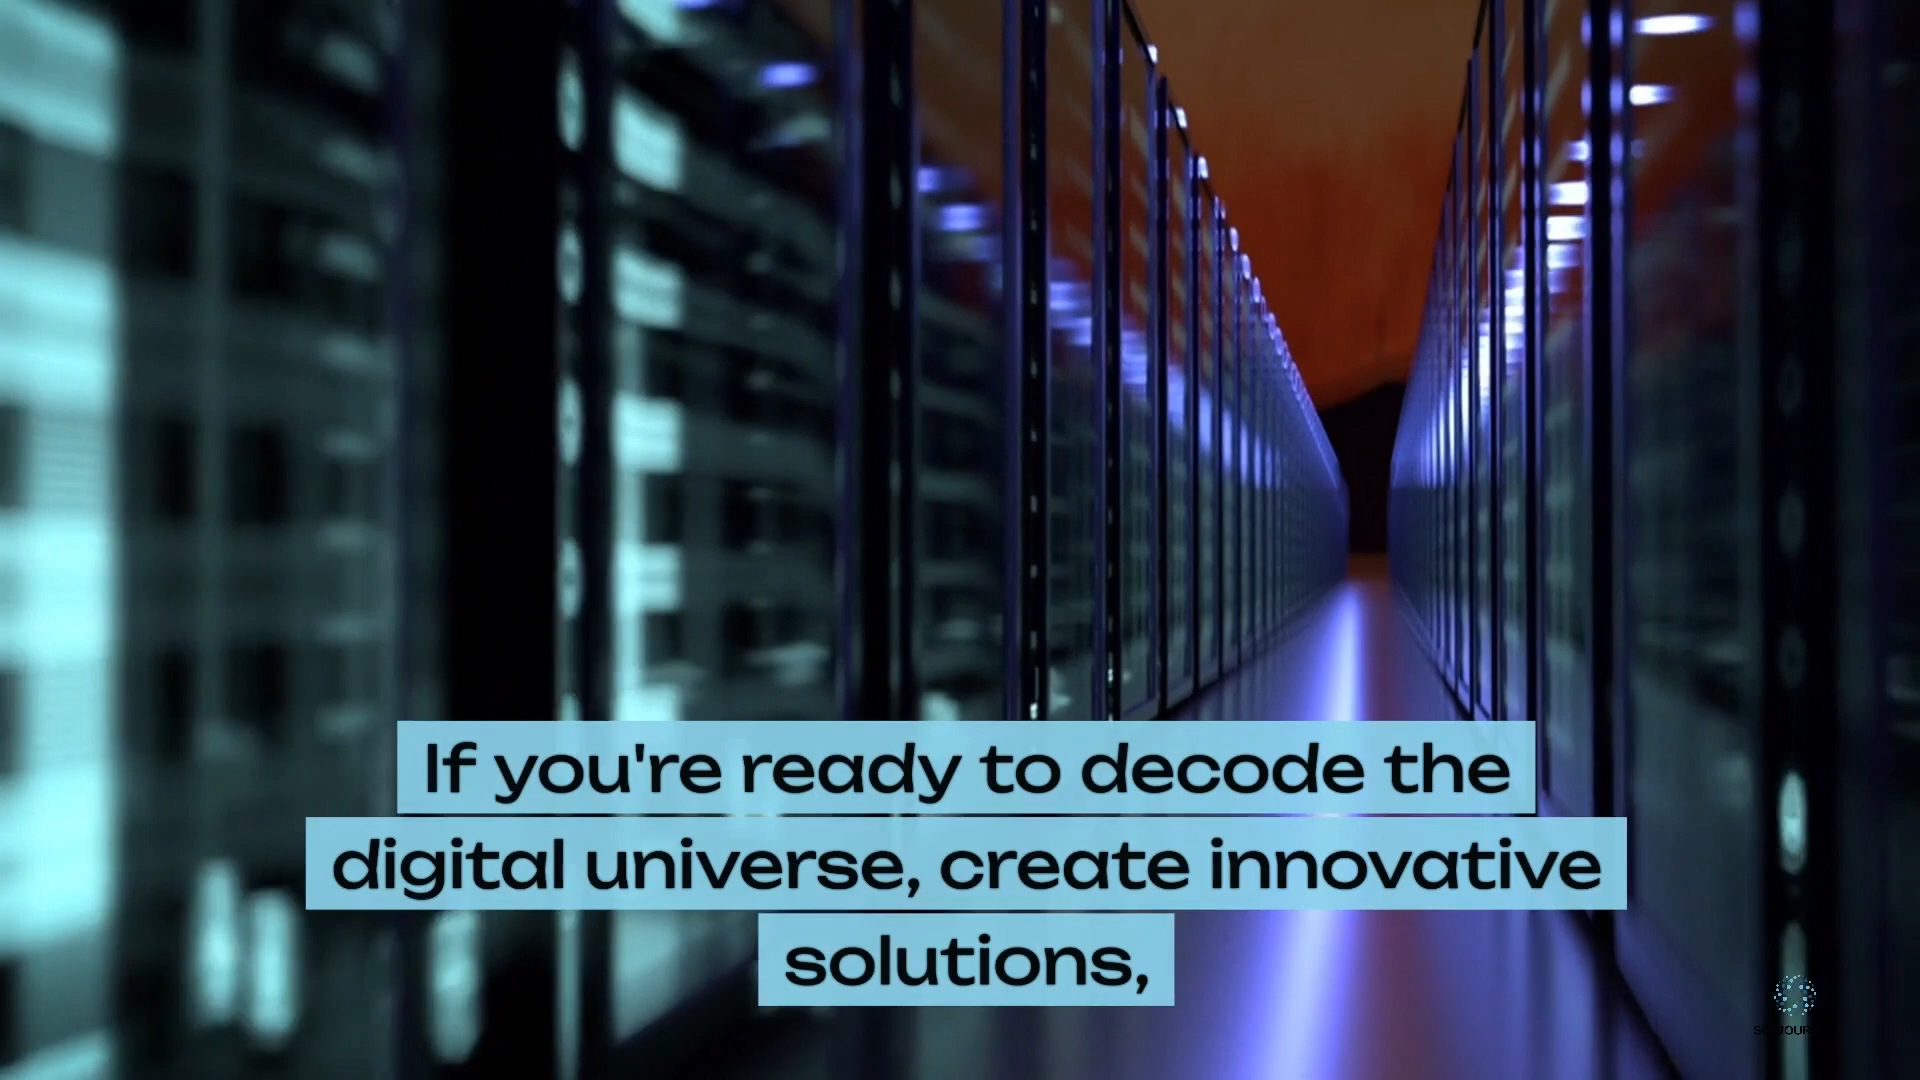 If you're ready to decode the
digital universe, create innovative
solutions,